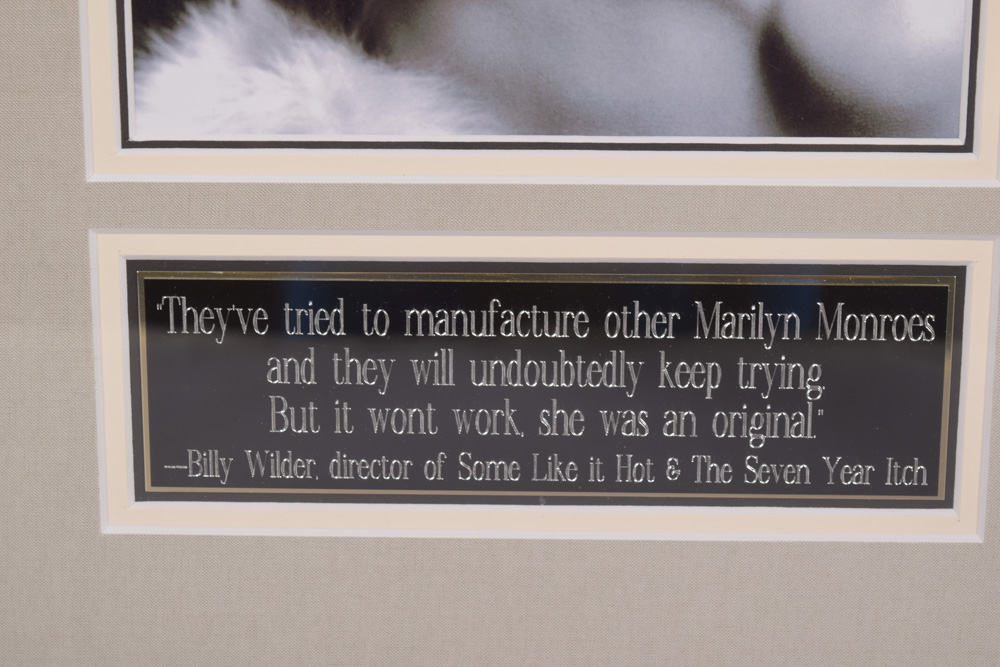 "They've tried to manufacture other Marilyn Monroes
and they will undoubtedly keep trying.
But it wont work, she was an original."
—Billy Wilder, director of Some Like it Hot & The Seven Year Itch